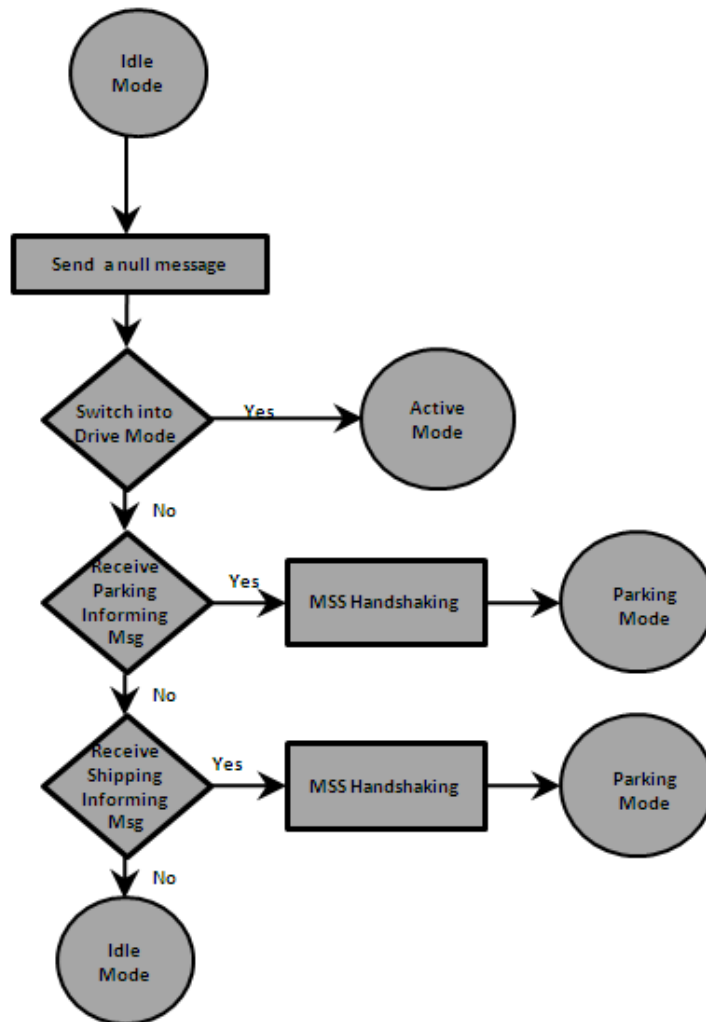 Idle
Mode
Send a null message
Switch into
Drive Mode
Yes
Active
Mode
No
Receive
Parking
Informing
Msg
Yes
MSS Handshaking
Parking
Mode
No
Receive
Shipping
Informing
Msg
Yes
MSS Handshaking
Parking
Mode
No
Idle
Mode